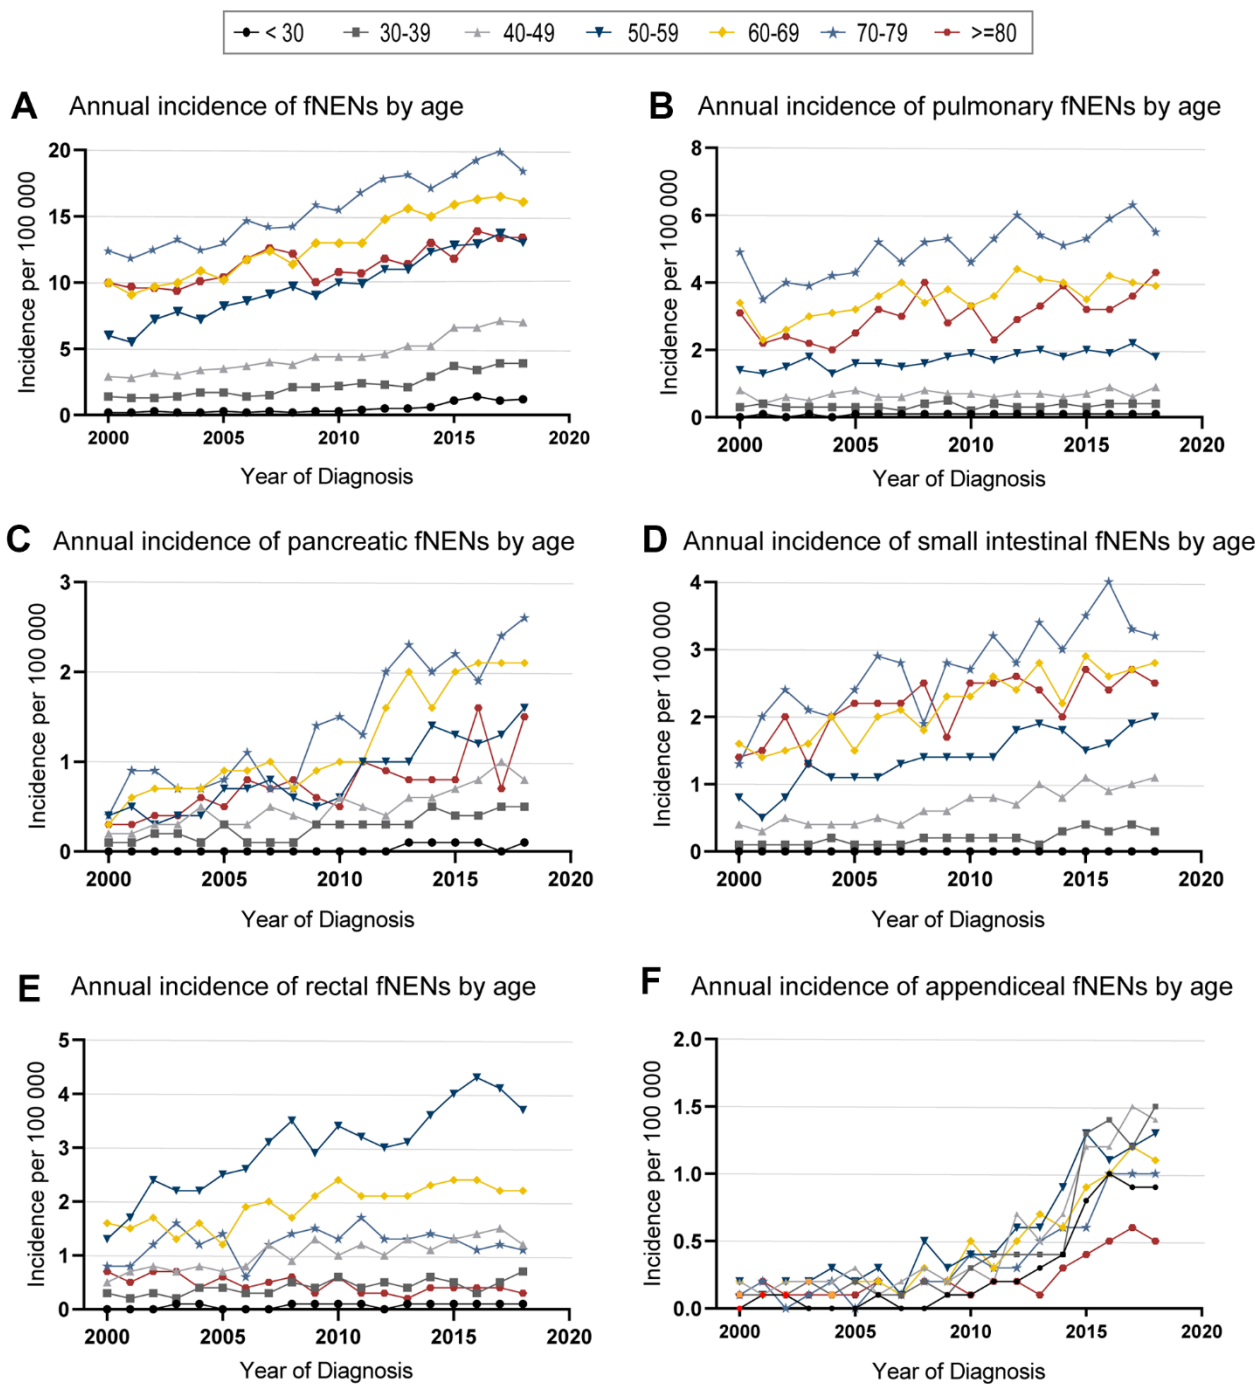 < 30 30-39 40-49 50-59 60-69 70-79 >=80
A Annual incidence of fNENs by age
Incidence per 100 000
20
15
10
5
0
2000 2005 2010 2015 2020
Year of Diagnosis
B Annual incidence of pulmonary fNENs by age
Incidence per 100 000
8
6
4
2
0
2000 2005 2010 2015 2020
Year of Diagnosis
C Annual incidence of pancreatic fNENs by age
Incidence per 100 000
3
2
1
0
2000 2005 2010 2015 2020
Year of Diagnosis
D Annual incidence of small intestinal fNENs by age
Incidence per 100 000
4
3
2
1
0
2000 2005 2010 2015 2020
Year of Diagnosis
E Annual incidence of rectal fNENs by age
Incidence per 100 000
5
4
3
2
1
0
2000 2005 2010 2015 2020
Year of Diagnosis
F Annual incidence of appendiceal fNENs by age
Incidence per 100 000
2.0
1.5
1.0
0.5
0.0
2000 2005 2010 2015 2020
Year of Diagnosis